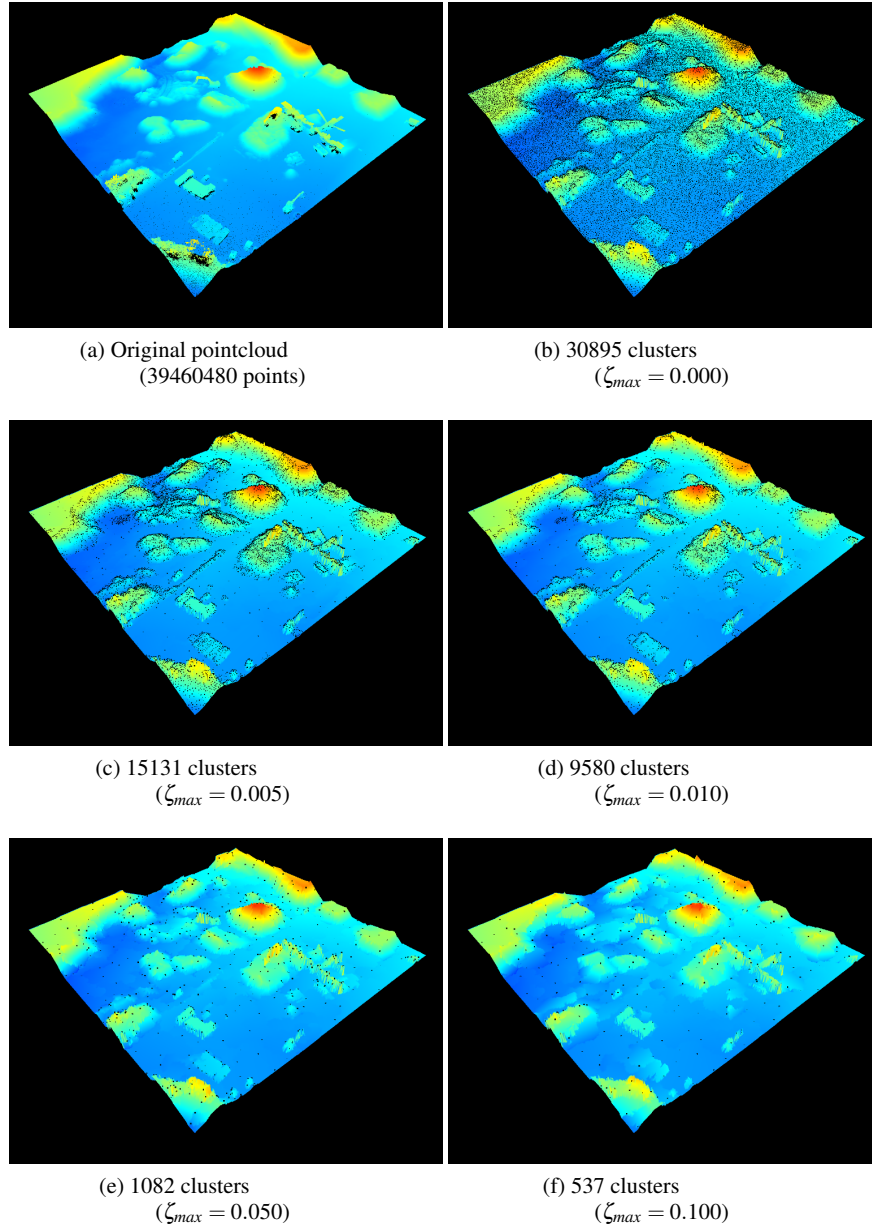 (a) Original pointcloud
(39460480 points)
(b) 30895 clusters
(ζmax = 0.000)
(c) 15131 clusters
(ζmax = 0.005)
(d) 9580 clusters
(ζmax = 0.010)
(e) 1082 clusters
(ζmax = 0.050)
(f) 537 clusters
(ζmax = 0.100)